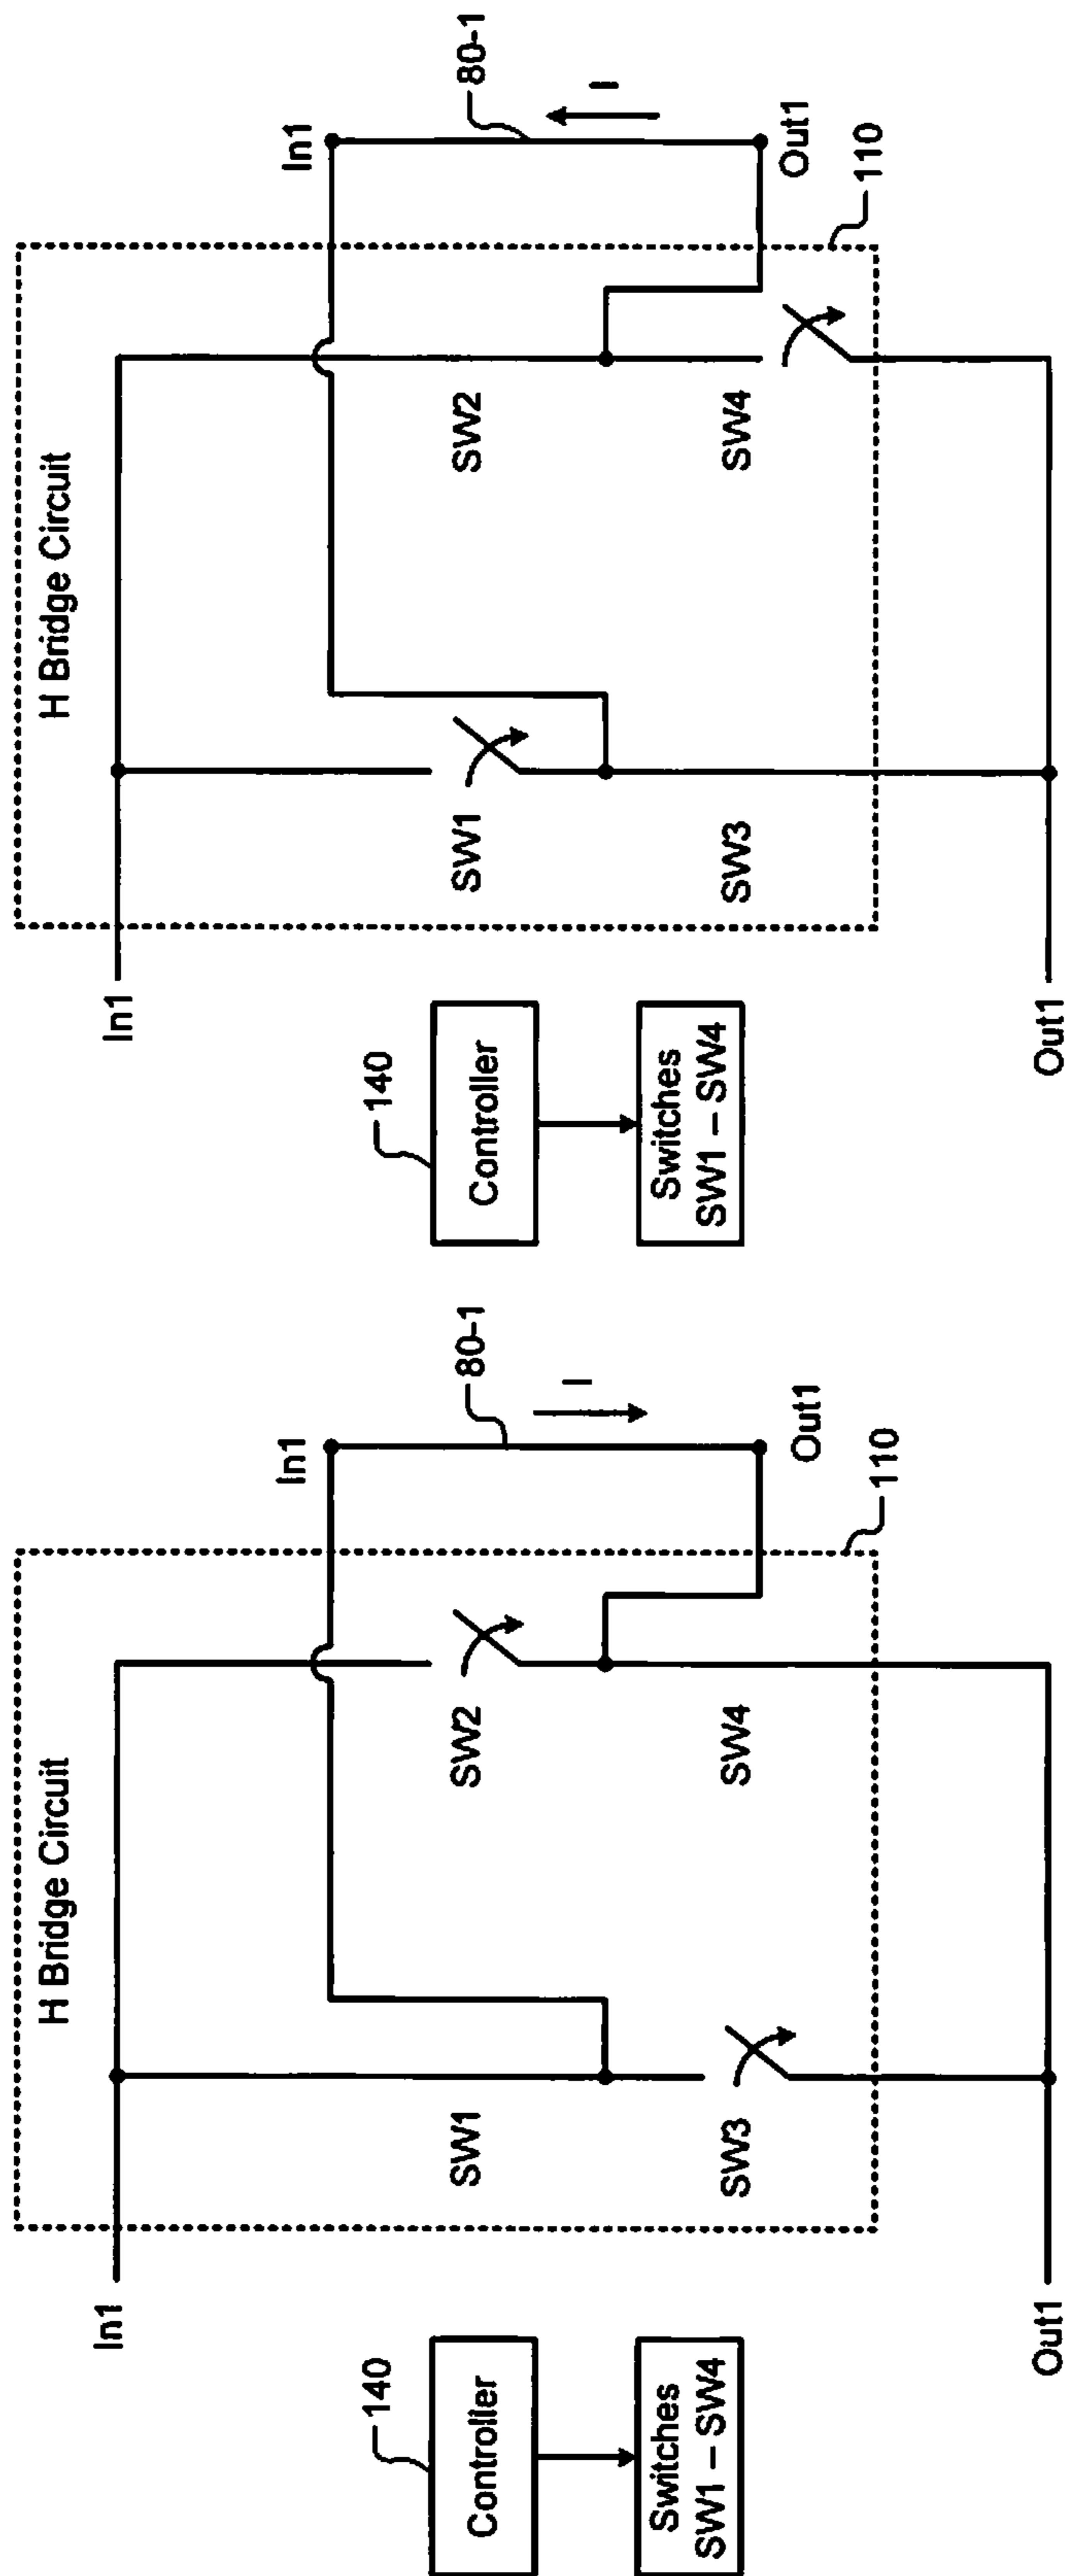 H Bridge Circuit
In1
In1
SW1
SW2
80-1
I
140
Controller
Switches
SW1 – SW4
SW3
SW4
Out1
110
Out1
H Bridge Circuit
In1
In1
SW1
SW2
80-1
I
140
Controller
Switches
SW1 – SW4
SW3
SW4
Out1
110
Out1